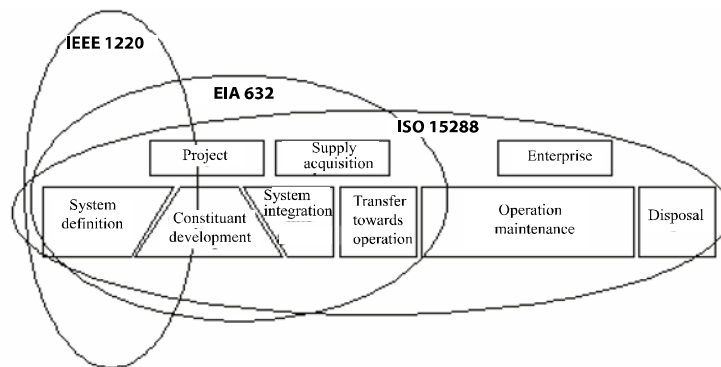 IEEE 1220
EIA 632
ISO 15288
Project
Supply
acquisition
Enterprise
System
definition
Constituant
development
System
integration
Transfer
towards
operation
Operation
maintenance
Disposal